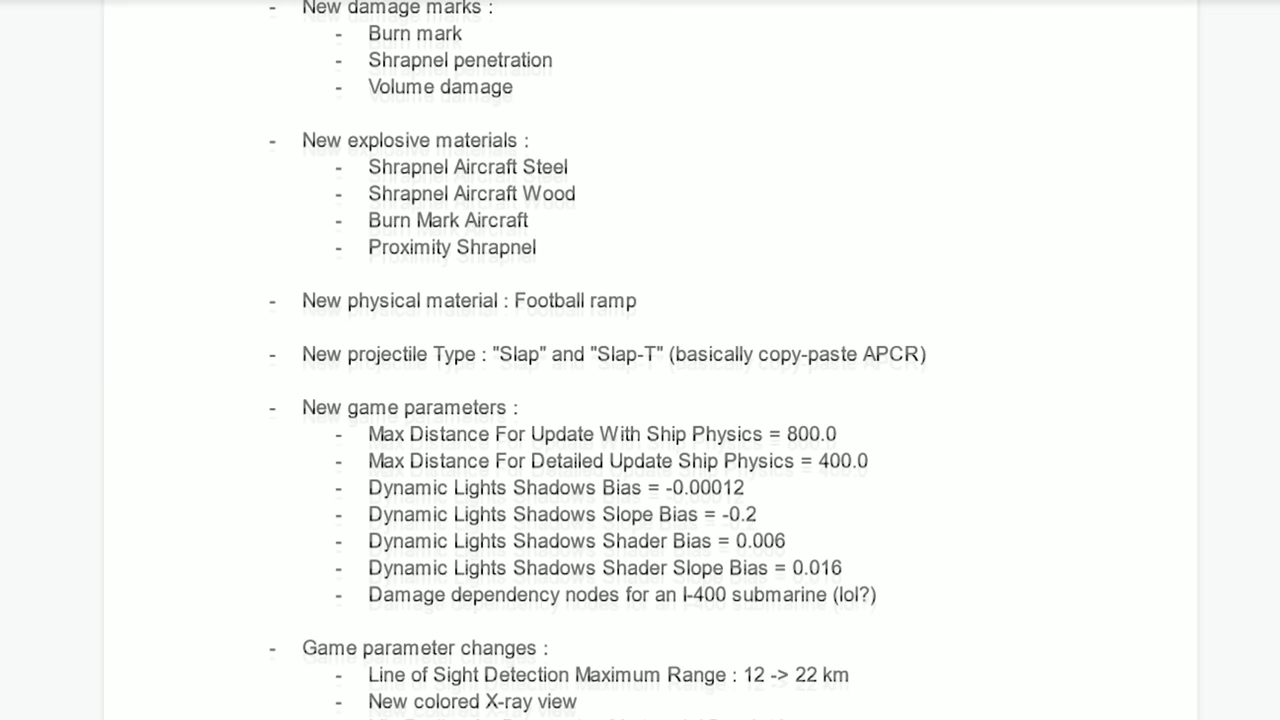 - New damage marks :
- Burn mark
- Shrapnel penetration
- Volume damage
- New explosive materials :
- Shrapnel Aircraft Steel
- Shrapnel Aircraft Wood
- Burn Mark Aircraft
- Proximity Shrapnel
- New physical material : Football ramp
- New projectile Type : "Slap" and "Slap-T" (basically copy-paste APCR)
- New game parameters :
- Max Distance For Update With Ship Physics = 800.0
- Max Distance For Detailed Update Ship Physics = 400.0
- Dynamic Lights Shadows Bias = -0.00012
- Dynamic Lights Shadows Slope Bias = -0.2
- Dynamic Lights Shadows Shader Bias = 0.006
- Dynamic Lights Shadows Shader Slope Bias = 0.016
- Damage dependency nodes for an I-400 submarine (lol?)
- Game parameter changes :
- Line of Sight Detection Maximum Range : 12 -> 22 km
- New colored X-ray view